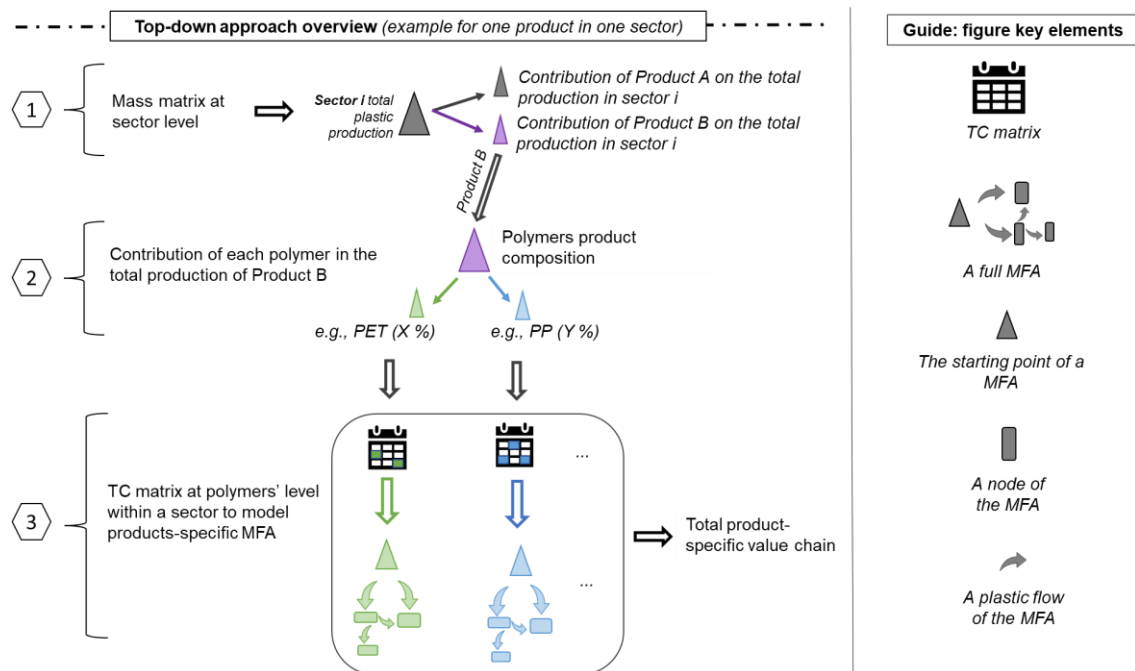 Top-down approach overview (example for one product in one sector)
1
Mass matrix at
sector level
Sector i total
plastic
production
Contribution of Product A on the total
production in sector i
Contribution of Product B on the total
production in sector i
Product B
2
Contribution of each polymer in the
total production of Product B
Polymers product
composition
e.g., PET (X %)
e.g., PP (Y %)
3
TC matrix at polymers' level
within a sector to model
products-specific MFA
...
...
Total product-
specific value chain
Guide: figure key elements
TC matrix
A full MFA
The starting point of a
MFA
A node of
the MFA
A plastic flow
of the MFA